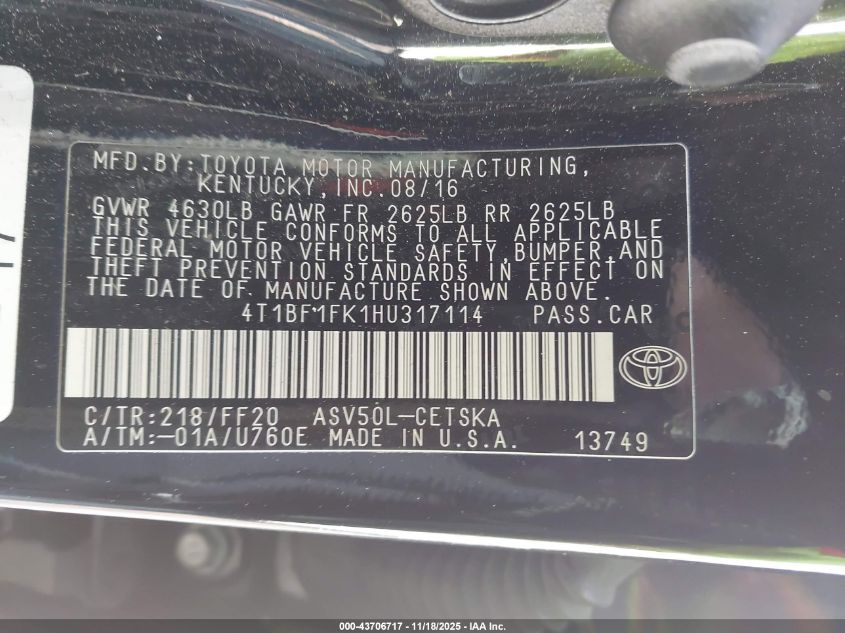 MFD. BY: TOYOTA MOTOR MANUFACTURING,
KENTUCKY, INC. 08/16
GVWR 4630LB GAWR FR 2625LB RR 2625LB
THIS VEHICLE CONFORMS TO ALL APPLICABLE
FEDERAL MOTOR VEHICLE SAFETY, BUMPER, AND
THEFT PREVENTION STANDARDS IN EFFECT ON
THE DATE OF MANUFACTURE SHOWN ABOVE.
4T1BF1FK1HU317114 PASS. CAR
C/TR: 218/FF20 ASV50L-CETSKA
A/TM: -01A/U760E MADE IN U.S.A. 13749
000-43706717 - 11/18/2025 - IAA Inc.